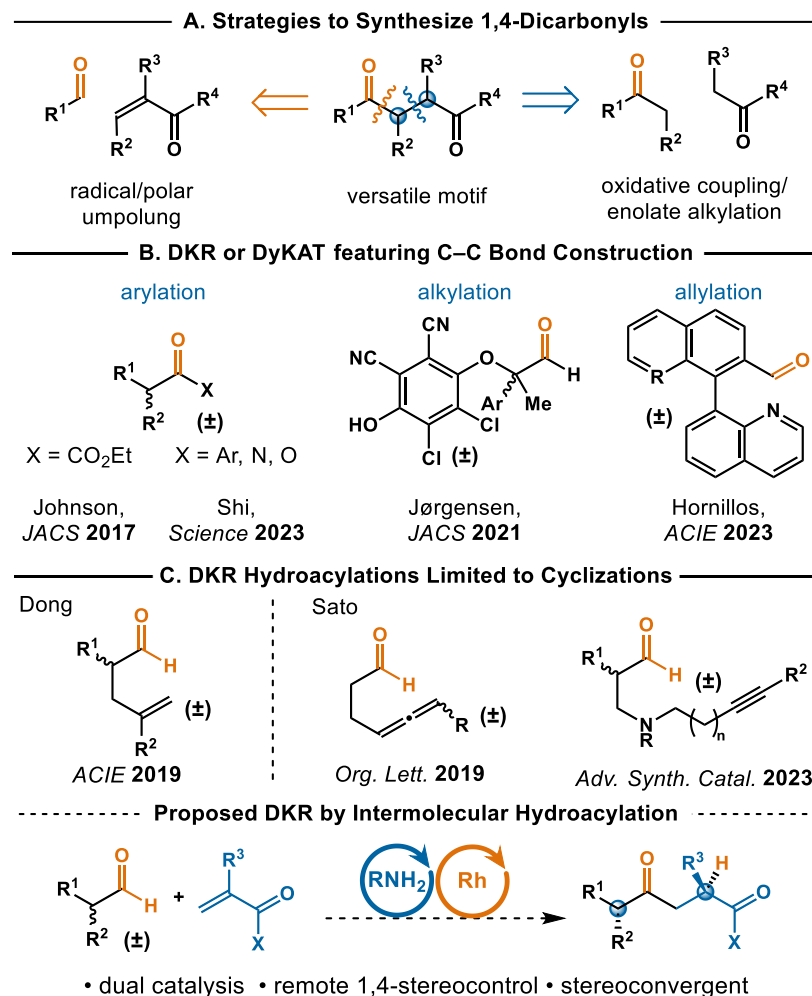 A. Strategies to Synthesize 1,4-Dicarbonyls
O R¹ R³ R² R⁴ O
O R¹ R³ R² R⁴ O
O R¹ R² R³ R⁴ O
radical/polar umpolung
versatile motif
oxidative coupling/ enolate alkylation
B. DKR or DyKAT featuring C–C Bond Construction
arylation alkylation allylation
O R¹ R² X (±)
X = CO₂Et X = Ar, N, O
CN NC HO Cl Cl O Ar Me O H (±)
R O N (±)
Johnson,
JACS 2017
Shi,
Science 2023
Jørgensen,
JACS 2021
Hornillos,
ACIE 2023
C. DKR Hydroacylations Limited to Cyclizations
Dong Sato
O R¹ H R² (±)
O H R (±)
O R¹ H N R n R² (±)
ACIE 2019 Org. Lett. 2019 Adv. Synth. Catal. 2023
Proposed DKR by Intermolecular Hydroacylation
O R¹ H R² (±) + R³ O X
RNH₂ Rh
R¹ R² O R³ H O X
• dual catalysis • remote 1,4-stereocontrol • stereoconvergent